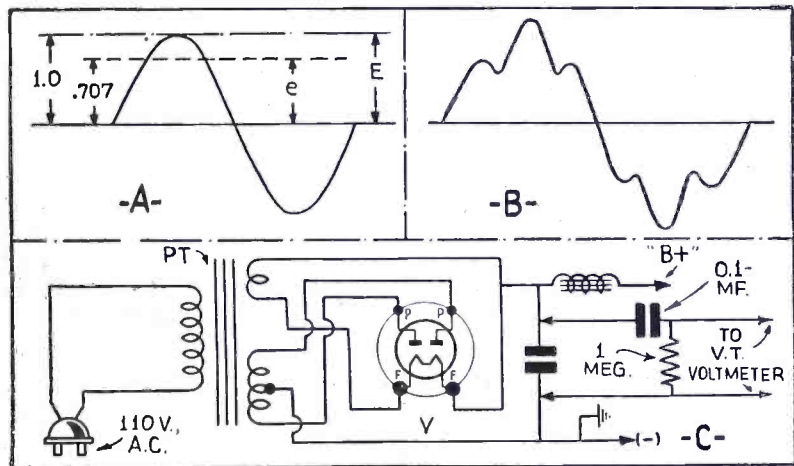 1.0
.707
e
E
-A-
-B-
PT
110 V.,
A.C.
P
P
F
F
V
"B+"
0.1-
MF.
1
MEG.
TO
V.T.
VOLTMETER
(-)
-C-